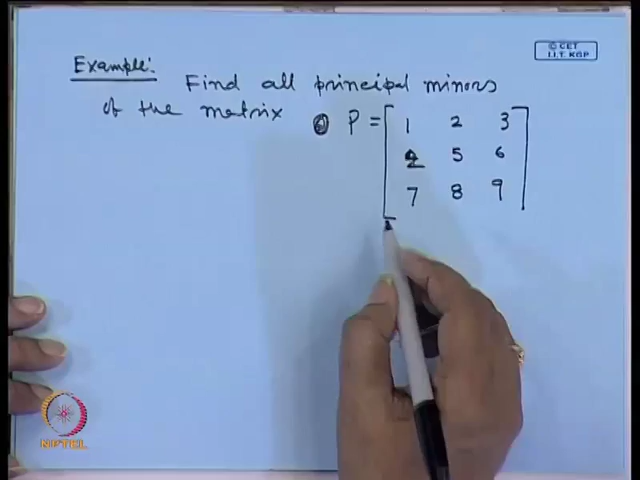 © CET
I.I.T. KGP
Example: Find all principal minors
of the matrix P = [ 1 2 3
2 5 6
7 8 9 ]
NPTEL